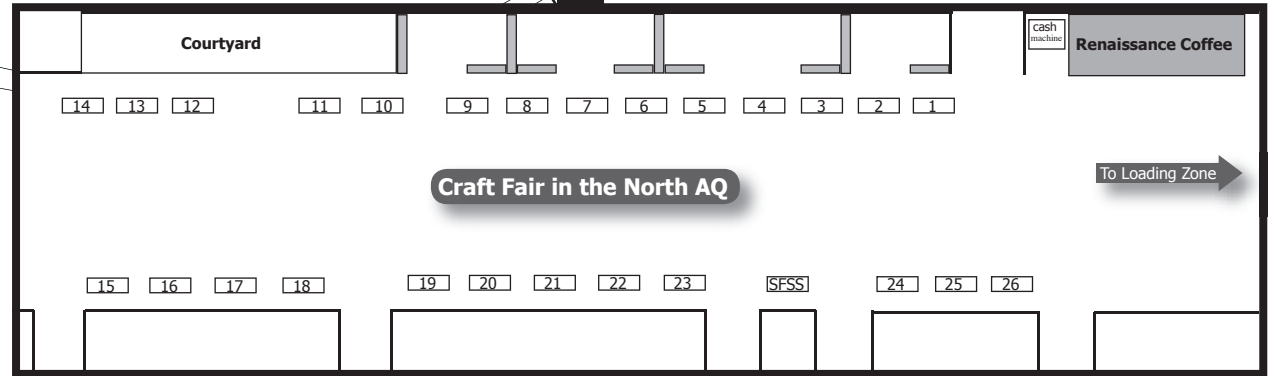 Courtyard
cash
machine
Renaissance Coffee
14 13 12 11 10 9 8 7 6 5 4 3 2 1
Craft Fair in the North AQ
To Loading Zone
15 16 17 18 19 20 21 22 23 SFSS 24 25 26